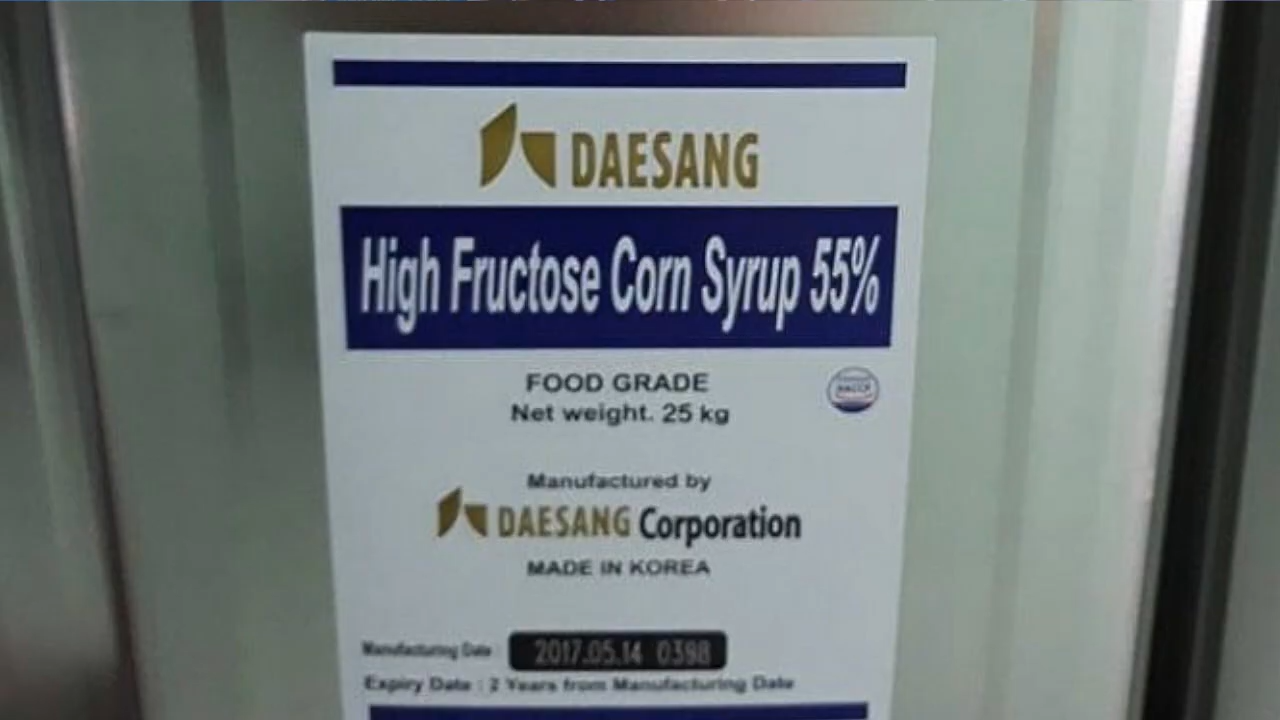 DAESANG
High Fructose Corn Syrup 55%
FOOD GRADE
HACCP
Net weight. 25 kg
Manufactured by
DAESANG Corporation
MADE IN KOREA
Manufacturing Date : 2017.05.14 0398
Expiry Date : 2 Years from Manufacturing Date